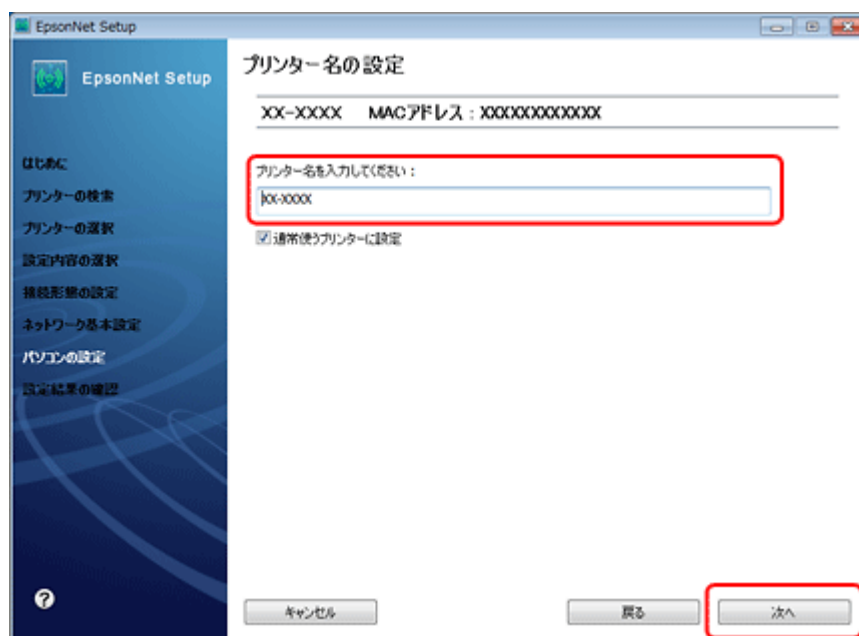 EpsonNet Setup
EpsonNet Setup
はじめに
プリンターの検索
プリンターの選択
設定内容の選択
接続形態の設定
ネットワーク基本設定
パソコンの設定
設定結果の確認
プリンター名の設定
XX-XXXX MACアドレス：XXXXXXXXXXXX
プリンター名を入力してください：
XX-XXXX
通常使うプリンターに設定
?
キャンセル
戻る
次へ